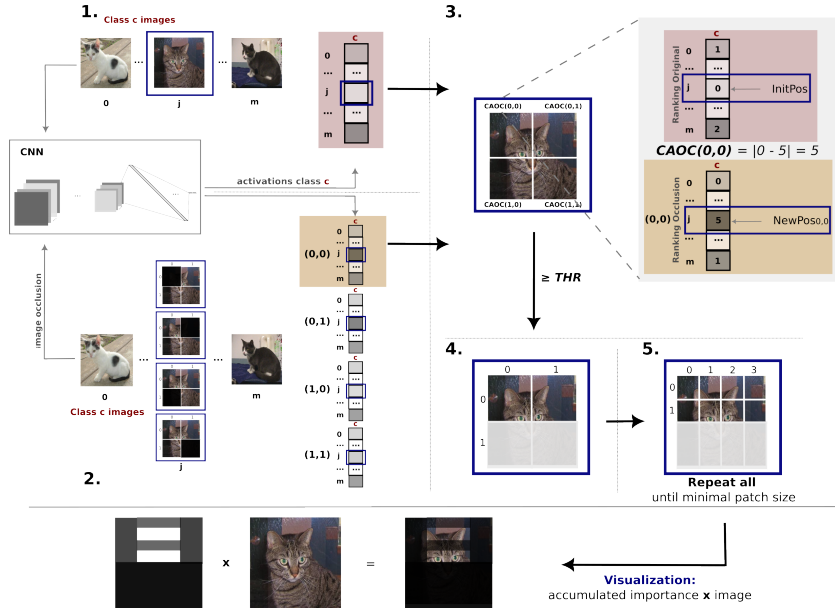 1.
Class c images
... ...
0 j m
CNN
...
...
activations class c
c
0
...
j
...
m
c
(0,0)
0
...
j
...
m
(0,1)
0
...
j
...
m
(1,0)
c
0
...
j
...
m
(1,1)
c
0
...
j
...
m
image occlusion
... ...
0
m
Class c images
j
2.
3.
CAOC(0,0) CAOC(0,1)
CAOC(1,0) CAOC(1,1)
Ranking Original
c
0 1
... ...
j 0 InitPos
... ...
m 2
CAOC(0,0) = |0 - 5| = 5
Ranking Occlusion
c
0 0
... ...
(0,0) j 5 NewPos0,0
... ...
m 1
≥ THR
4.
0 1
0
1
5.
0 1 2 3
0
1
1
Repeat all
until minimal patch size
x =
Visualization:
accumulated importance x image